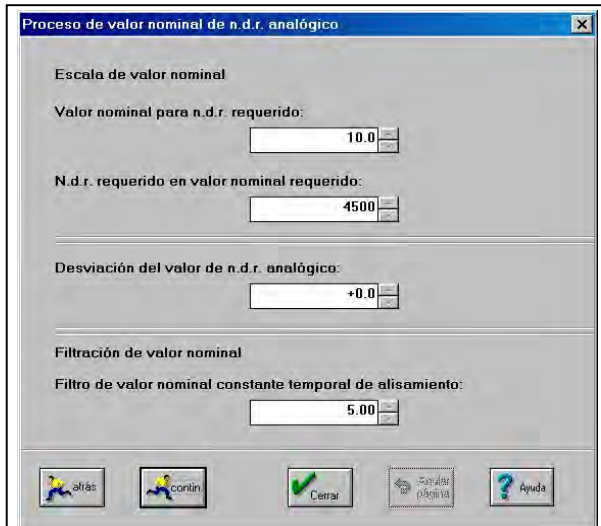 Proceso de valor nominal de n.d.r. analógico
Escala de valor nominal
Valor nominal para n.d.r. requerido:
10.0
N.d.r. requerido en valor nominal requerido:
4500
Desviación del valor de n.d.r. analógico:
+0.0
Filtración de valor nominal
Filtro de valor nominal constante temporal de alisamiento:
5.00
atrás
contin.
Cerrar
Anular
página
Ayuda